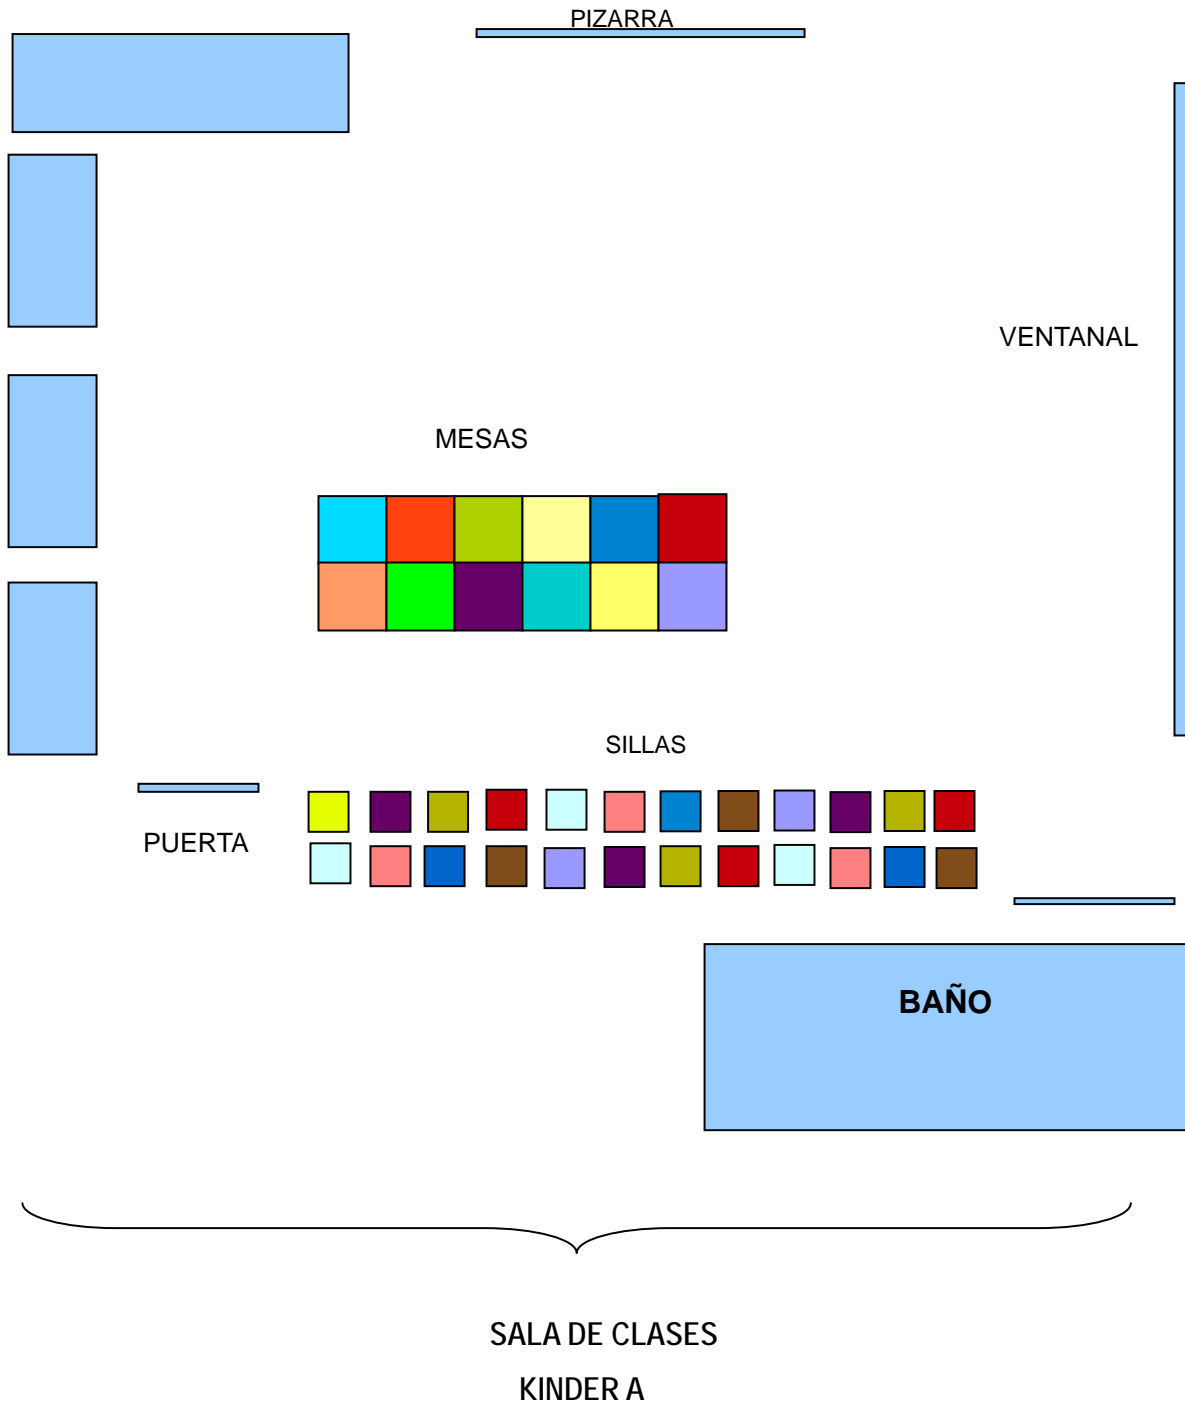 PIZARRA
VENTANAL
MESAS
SILLAS
PUERTA
BAÑO
SALA DE CLASES
KINDER A